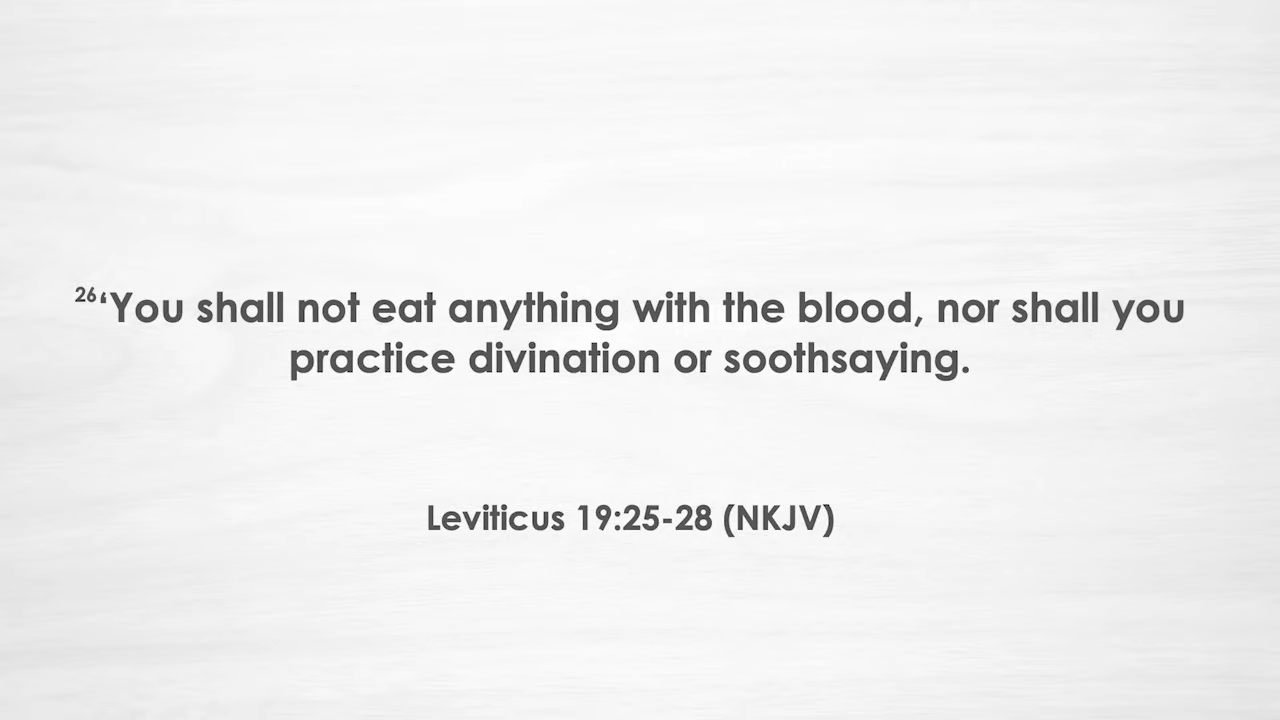 26‘You shall not eat anything with the blood, nor shall you
practice divination or soothsaying.
Leviticus 19:25-28 (NKJV)